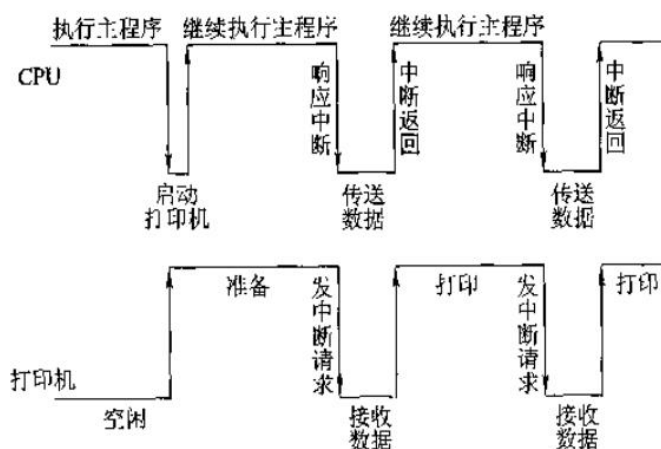 执行主程序 继续执行主程序 继续执行主程序
CPU
响应中断
中断返回
响应中断
中断返回
启动
打印机
传送
数据
传送
数据
准备
发中断请求
打印
发中断请求
打印
打印机
空闲
接收
数据
接收
数据